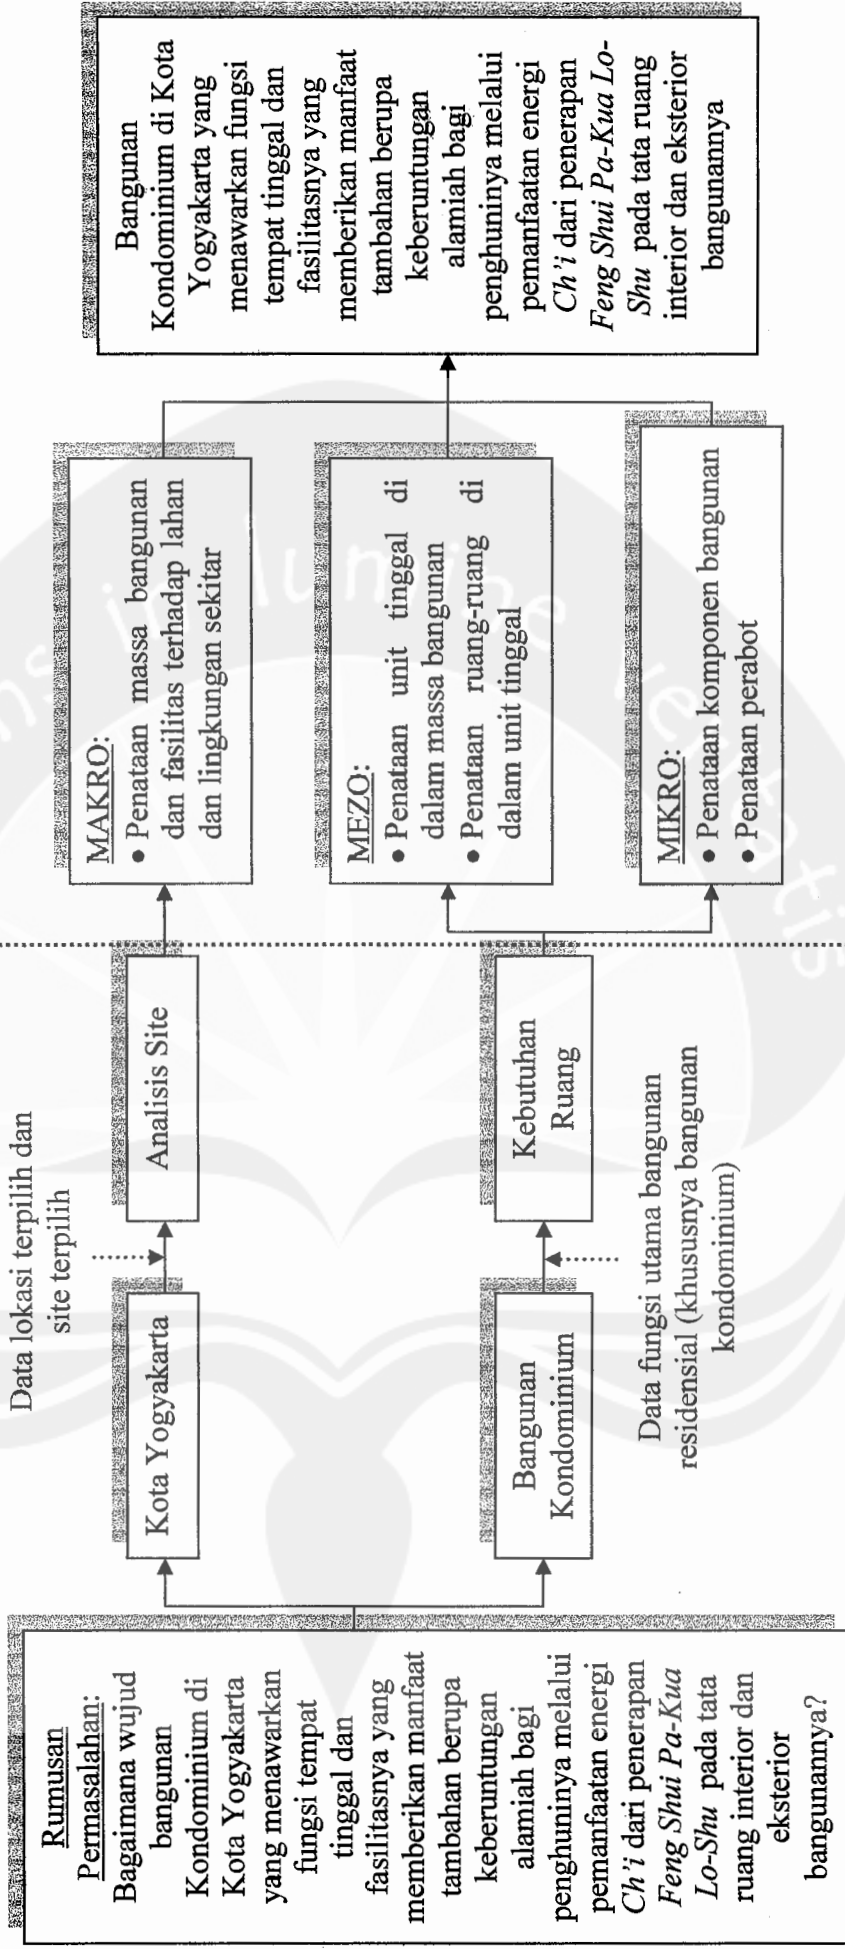 Rumusan
Permasalahan:
Bagaimana wujud
bangunan
Kondominium di
Kota Yogyakarta
yang menawarkan
fungsi tempat
tinggal dan
fasilitasnya yang
memberikan manfaat
tambahan berupa
keberuntungan
alamiah bagi
penghuninya melalui
pemanfaatan energi
Ch'i dari penerapan
Feng Shui Pa-Kua
Lo-Shu pada tata
ruang interior dan
eksterior
bangunannya?
Kota Yogyakarta
Data lokasi terpilih dan
site terpilih
Analisis Site
Bangunan
Kondominium
Data fungsi utama bangunan
residensial (khususnya bangunan
kondominium)
Kebutuhan
Ruang
MAKRO:
• Penataan massa bangunan
dan fasilitas terhadap lahan
dan lingkungan sekitar
MEZO:
• Penataan unit tinggal di
dalam massa bangunan
• Penataan ruang-ruang di
dalam unit tinggal
MIKRO:
• Penataan komponen bangunan
• Penataan perabot
Bangunan
Kondominium di Kota
Yogyakarta yang
menawarkan fungsi
tempat tinggal dan
fasilitasnya yang
memberikan manfaat
tambahan berupa
keberuntungan
alamiah bagi
penghuninya melalui
pemanfaatan energi
Ch'i dari penerapan
Feng Shui Pa-Kua Lo-
Shu pada tata ruang
interior dan eksterior
bangunannya
in lumine veritatis